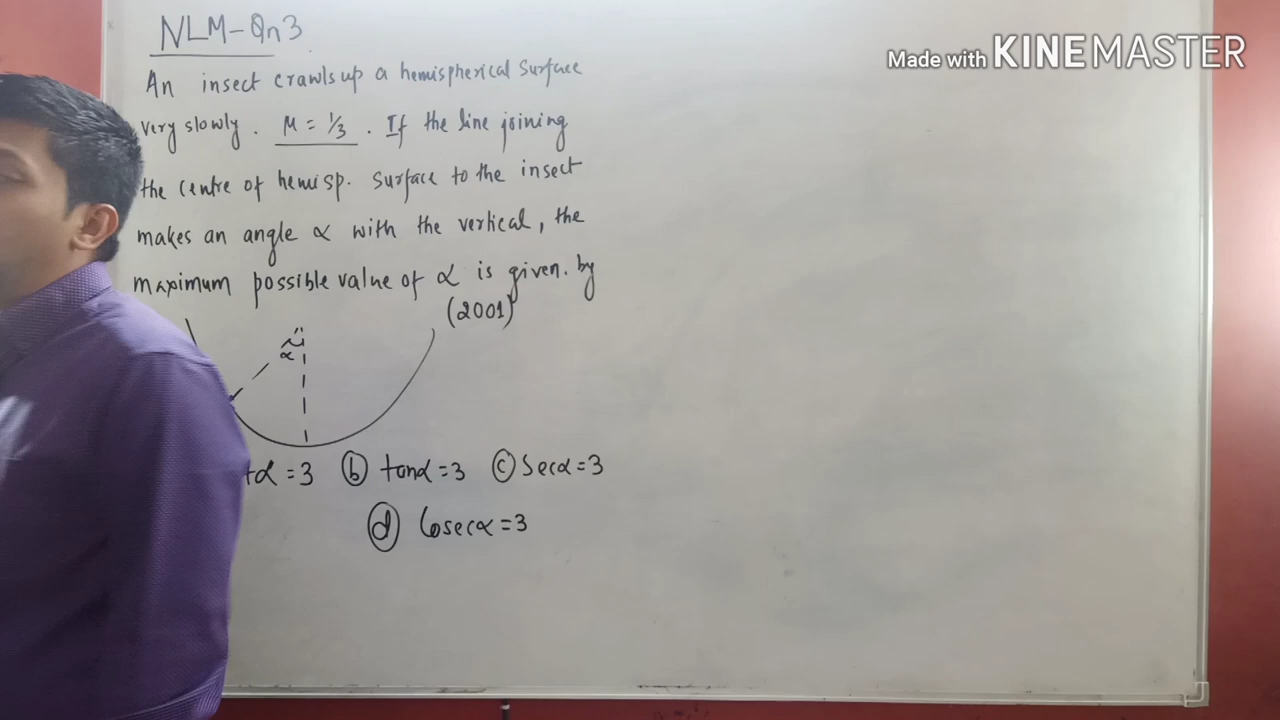 NLM-Qn3
An insect crawls up a hemispherical surface
very slowly. μ = 1/3. If the line joining
the centre of hemisp. surface to the insect
makes an angle α with the vertical, the
maximum possible value of α is given. by
(2001)
α
tα = 3 (b) tanα = 3 (c) Secα = 3
(d) Cosecα = 3
Made with KINEMASTER